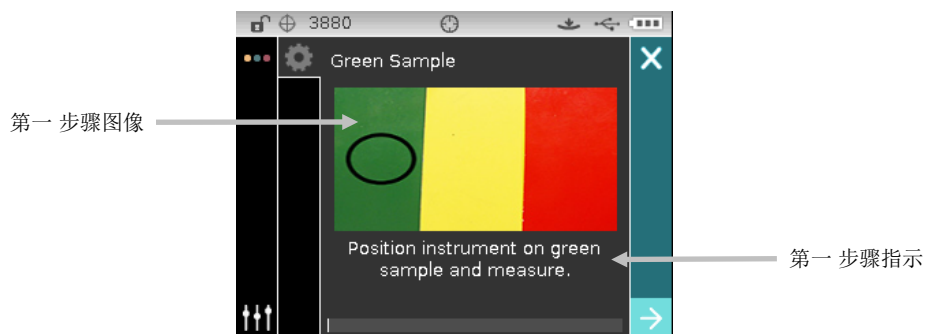 3880
Green Sample
第一步骤图像
Position instrument on green
sample and measure.
第一步骤指示